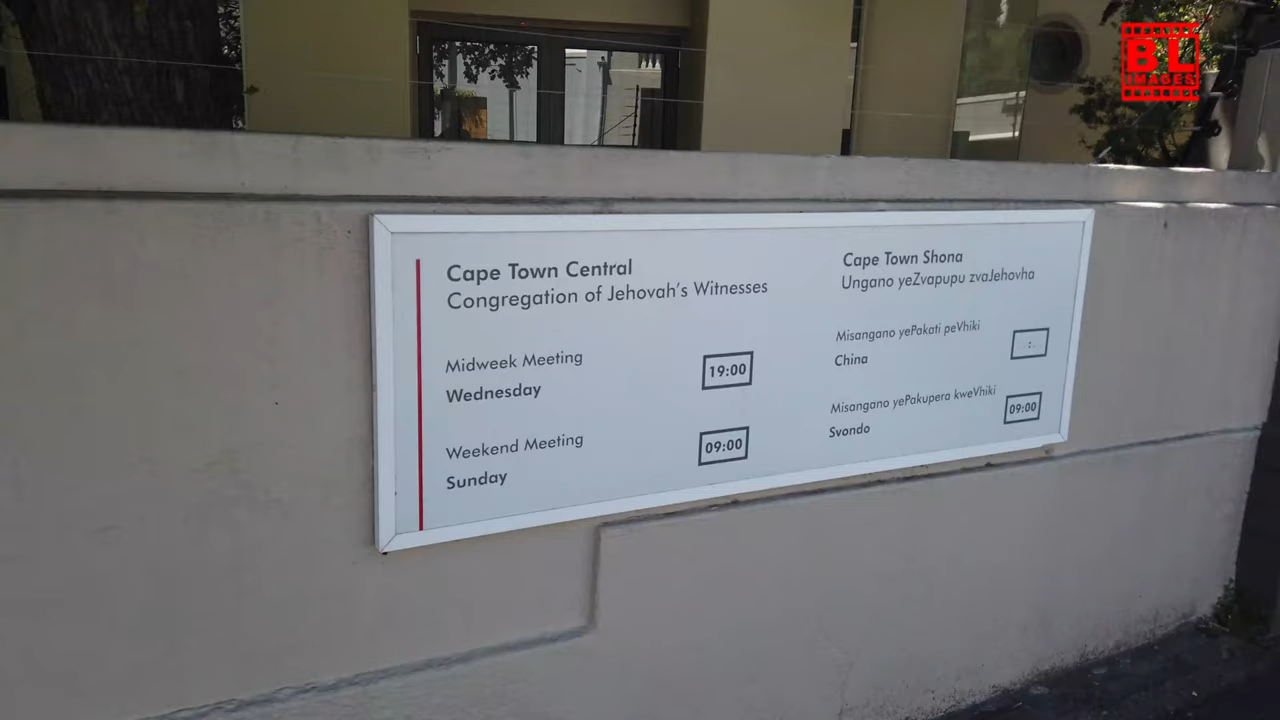 BL
IMAGES
Cape Town Central
Congregation of Jehovah's Witnesses
Midweek Meeting
19:00
Wednesday
Weekend Meeting
09:00
Sunday
Cape Town Shona
Ungano yeZvapupu zvaJehovha
Misangano yePakati peVhiki
China
Misangano yePakupera kweVhiki
09:00
Svondo